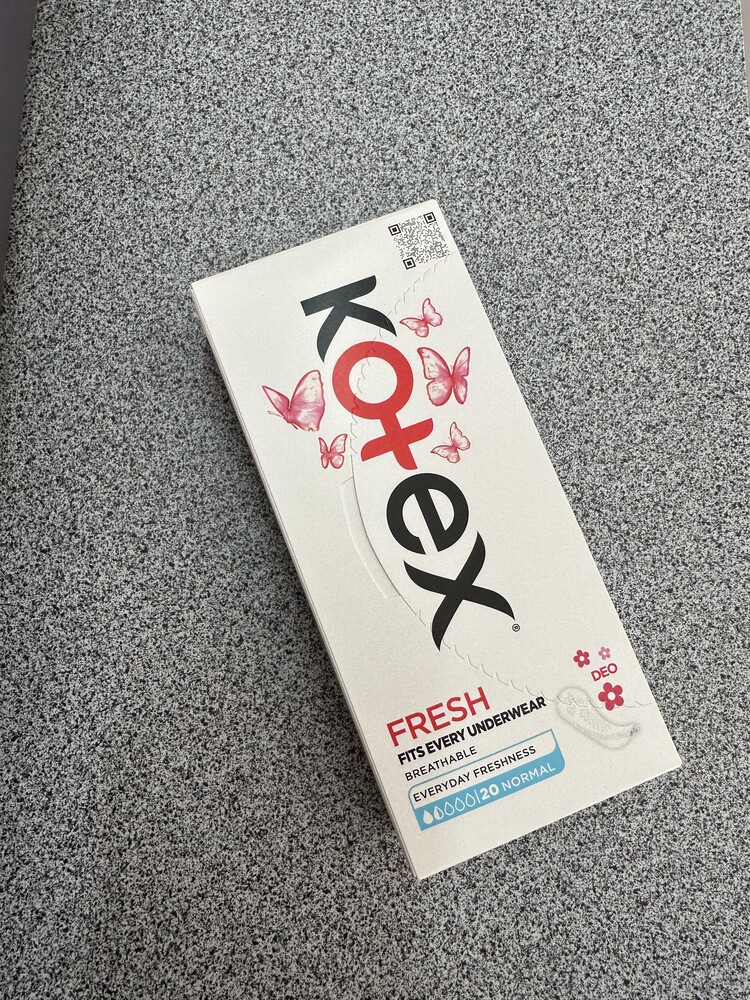 Kotex
®
DEO
FRESH
FITS EVERY UNDERWEAR
BREATHABLE
EVERYDAY FRESHNESS
20 NORMAL